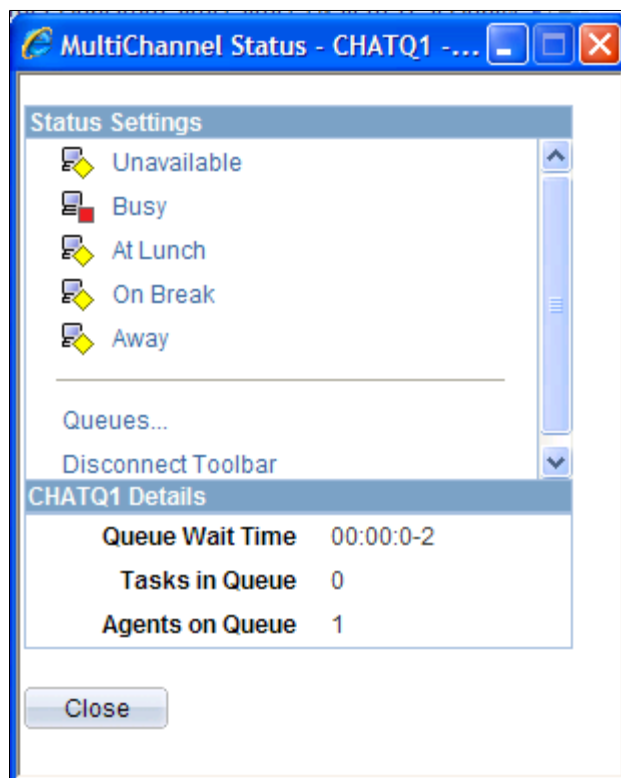 MultiChannel Status - CHATQ1 -...
Status Settings
Unavailable
Busy
At Lunch
On Break
Away
Queues...
Disconnect Toolbar
CHATQ1 Details
Queue Wait Time 00:00:0-2
Tasks in Queue 0
Agents on Queue 1
Close